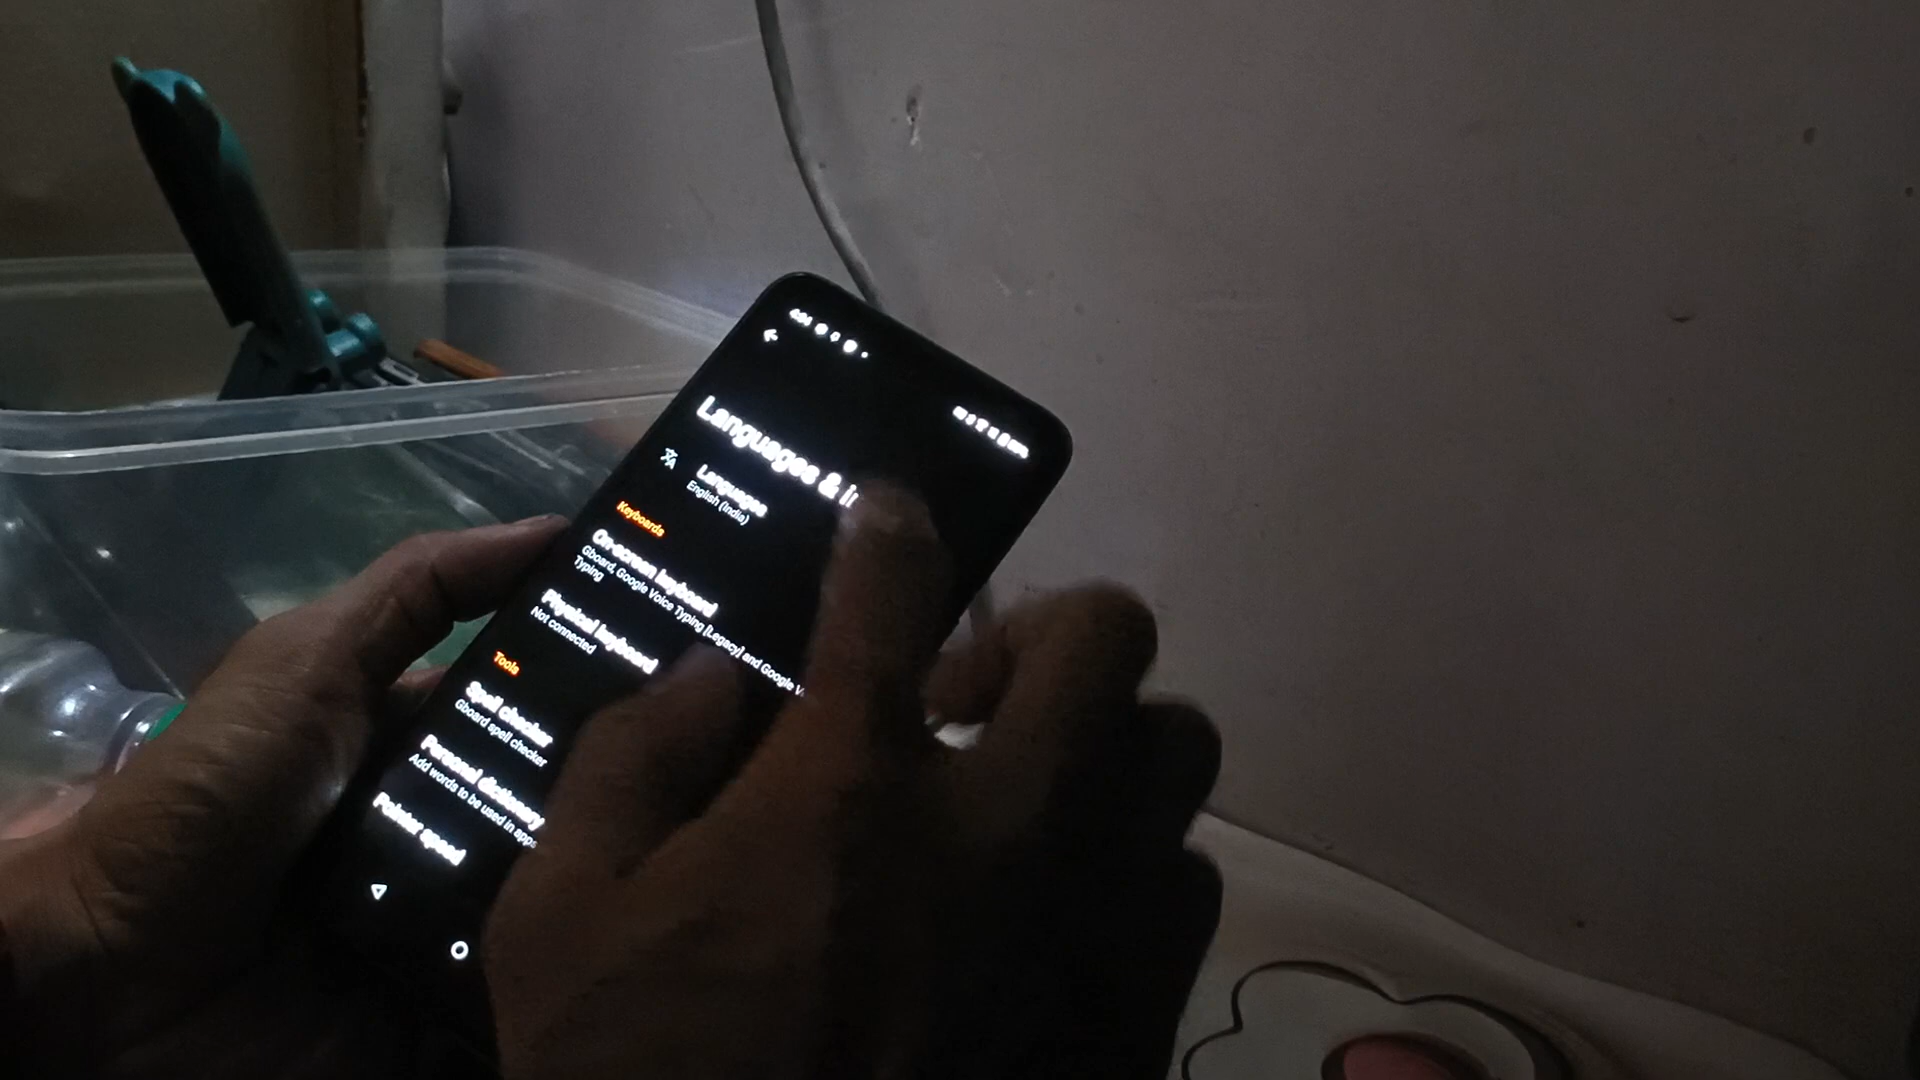 Languages & i
Languages
English (India)
Keyboards
On-screen keyboard
Gboard, Google Voice Typing [Legacy] and Google V
Typing
Physical keyboard
Not connected
Tools
Spell checker
Gboard spell checker
Personal dictionary
Add words to be used in apps
Pointer speed